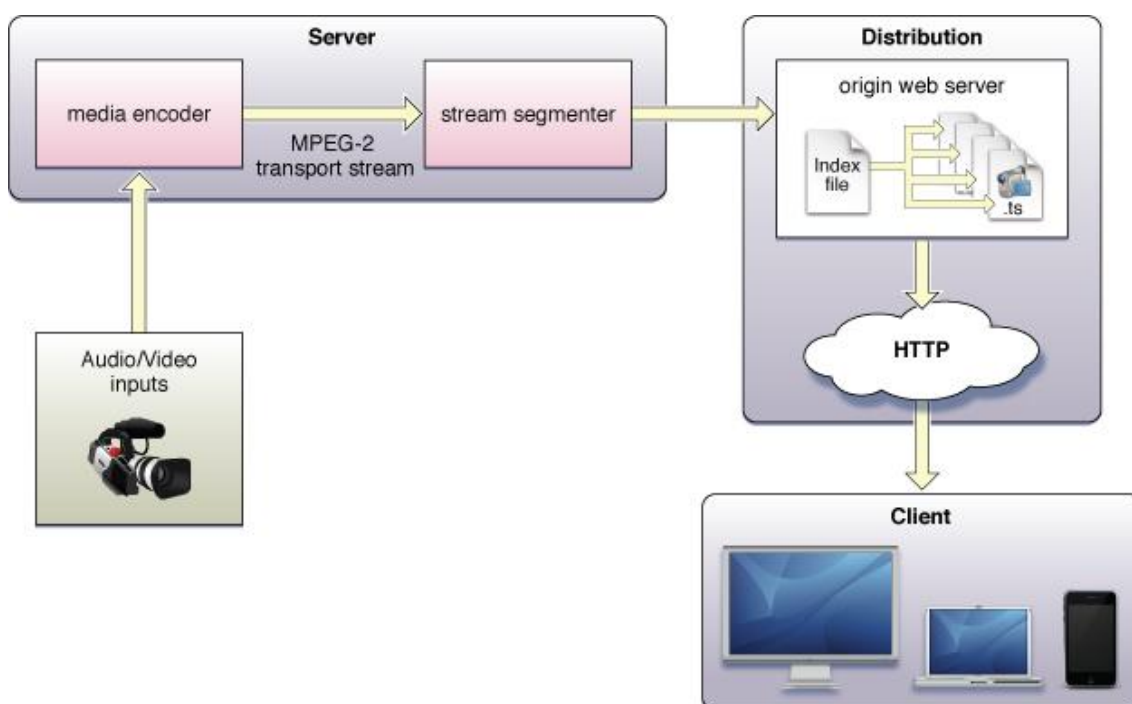 Server
media encoder
MPEG-2
transport stream
stream segmenter
Audio/Video
inputs
Distribution
origin web server
Index
file
.ts
HTTP
Client